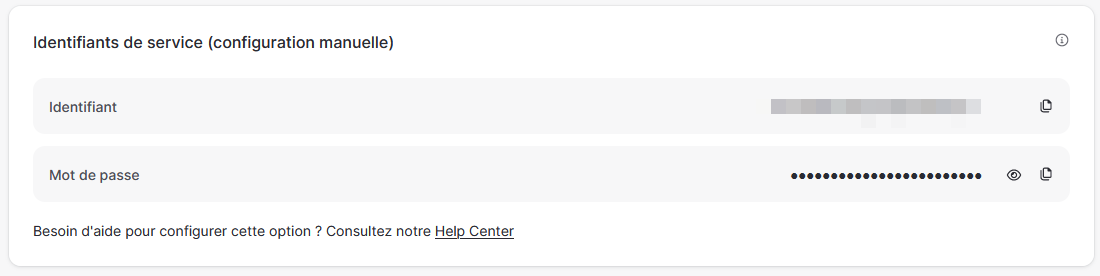 Identifiants de service (configuration manuelle)
Identifiant
Mot de passe ••••••••••••••••••••••••
Besoin d'aide pour configurer cette option ? Consultez notre Help Center